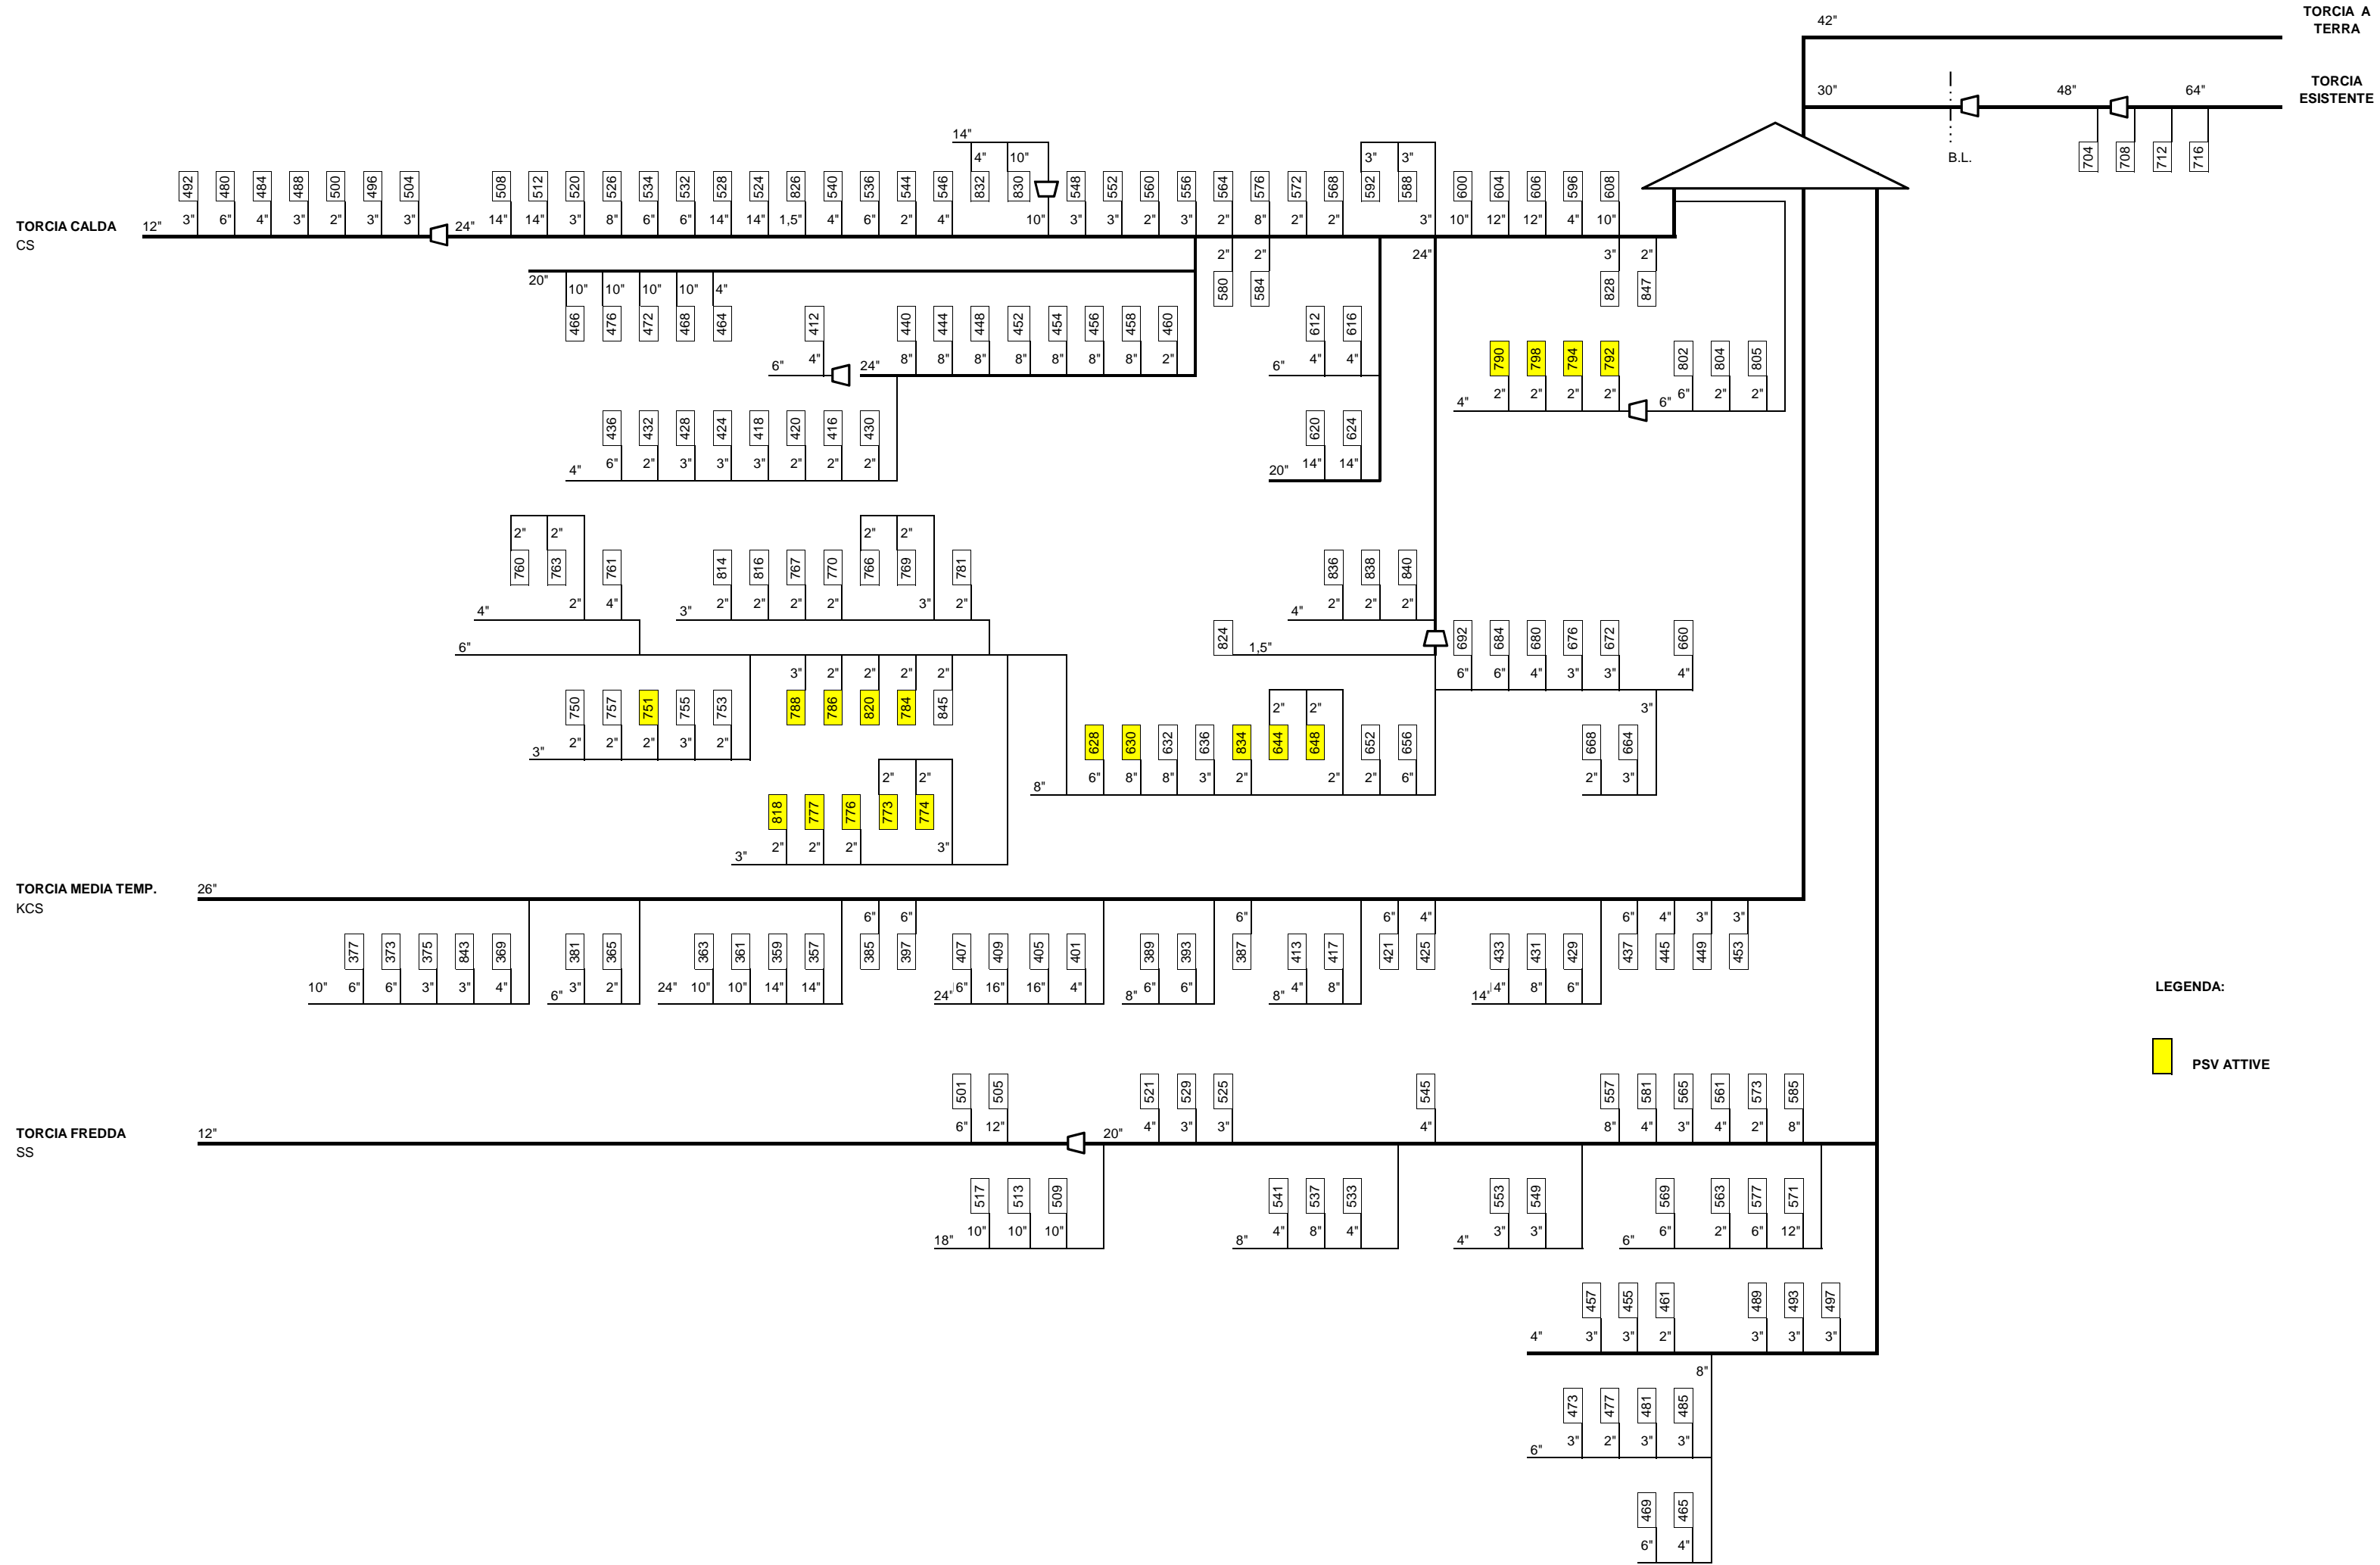 42"
TORCIA A
TERRA
30"
48"
64"
TORCIA
ESISTENTE
B.L.
704 708 712 716
14"
4" 10" 3" 3"
832 830 592 588
492 480 484 488 500 496 504 508 512 520 526 534 532 528 524 826 540 536 544 546 548 552 560 556 564 576 572 568 600 604 606 596 608
TORCIA CALDA
CS
12" 3" 6" 4" 3" 2" 3" 3" 24" 14" 14" 3" 8" 6" 6" 14" 14" 1,5" 4" 6" 2" 4" 10" 3" 3" 2" 3" 2" 8" 2" 2" 3" 10" 12" 12" 4" 10"
2" 2" 24" 3" 2"
580 584 828 847
20" 10" 10" 10" 10" 4"
466 476 472 468 464
412 440 444 448 452 454 456 458 460 612 616
6" 4" 24" 8" 8" 8" 8" 8" 8" 8" 2" 6" 4" 4"
790 798 794 792 802 804 805
4" 2" 2" 2" 2" 6" 6" 2" 2"
436 432 428 424 418 420 416 430 620 624
4" 6" 2" 3" 3" 3" 2" 2" 2" 20" 14" 14"
2" 2" 2" 2"
760 763 761 814 816 767 770 766 769 781 836 838 840
4" 2" 4" 3" 2" 2" 2" 2" 3" 2" 4" 2" 2" 2"
6"
824 1,5"
692 684 680 676 672 660
6" 6" 4" 3" 3" 4"
3" 2" 2" 2" 2"
788 786 820 784 845
750 757 751 755 753
3" 2" 2" 2" 3" 2"
2" 2" 3"
628 630 632 636 834 644 648 652 656 668 664
8" 6" 8" 8" 3" 2" 2" 2" 6" 2" 3"
2" 2"
818 777 776 773 774
3" 2" 2" 2" 3"
TORCIA MEDIA TEMP.
KCS
26"
6" 6" 6" 6" 4" 6" 4" 3" 3"
377 373 375 843 369 381 365 363 361 359 357 385 397 407 409 405 401 389 393 387 413 417 421 425 433 431 429 437 445 449 453
10" 6" 6" 3" 3" 4" 6" 3" 2" 24" 10" 10" 14" 14" 24" 6" 16" 16" 4" 8" 6" 6" 8" 4" 8" 14" 4" 8" 6"
LEGENDA:
PSV ATTIVE
501 505 521 529 525 545 557 581 565 561 573 585
6" 12" 4" 3" 3" 4" 8" 4" 3" 4" 2" 8"
TORCIA FREDDA
SS
12" 20"
517 513 509 541 537 533 553 549 569 563 577 571
18" 10" 10" 10" 8" 4" 8" 4" 4" 3" 3" 6" 6" 2" 6" 12"
457 455 461 489 493 497
4" 3" 3" 2" 3" 3" 3"
8"
473 477 481 485
6" 3" 2" 3" 3"
469 465
6" 4"